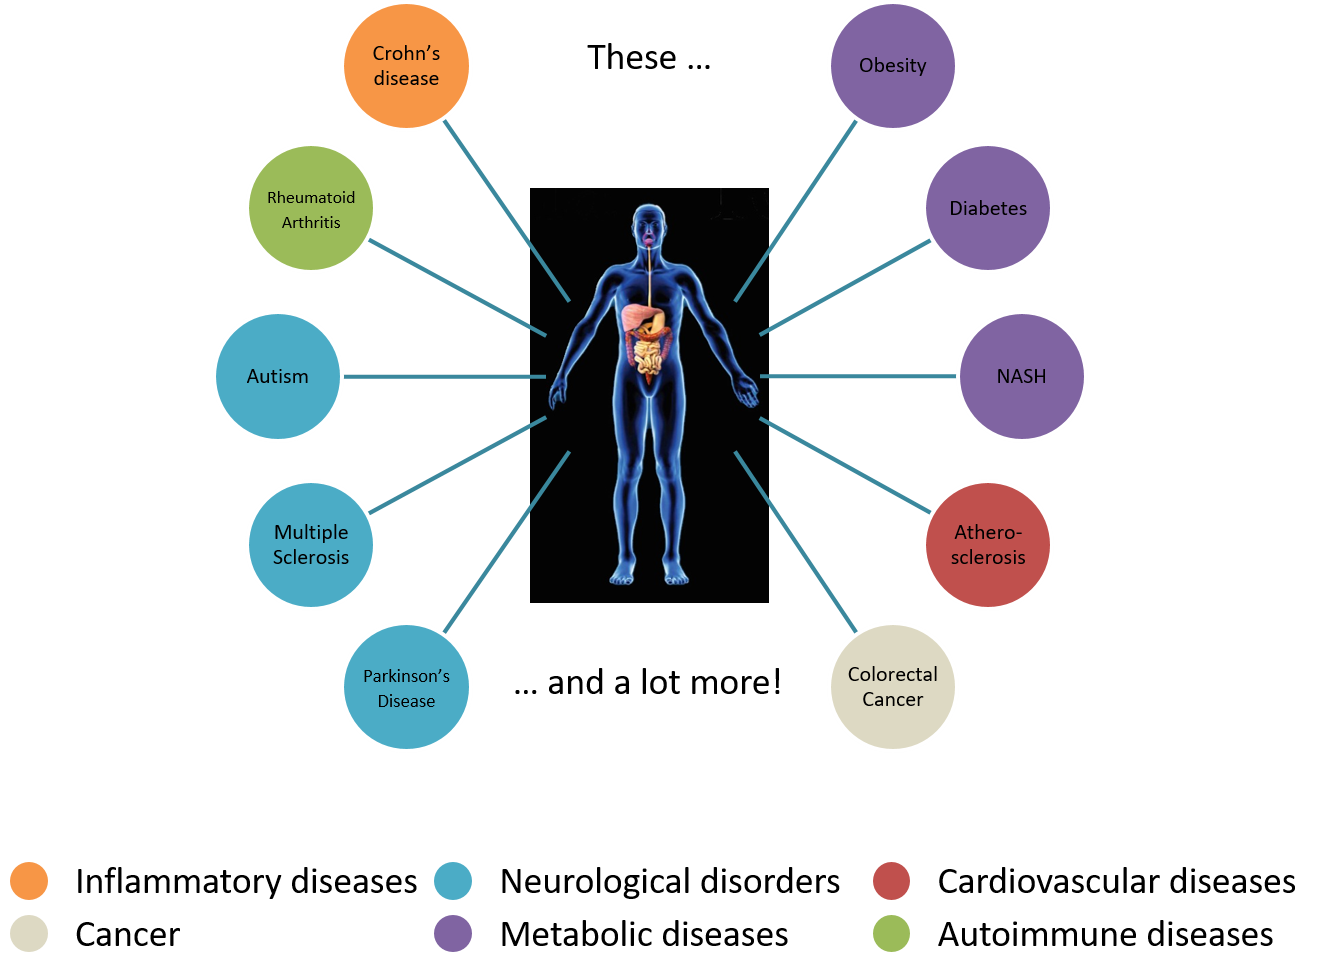 These ...
Crohn’s
disease
Obesity
Rheumatoid
Arthritis
Diabetes
Autism
NASH
Multiple
Sclerosis
Athero-
sclerosis
Parkinson’s
Disease
... and a lot more!
Colorectal
Cancer
Inflammatory diseases
Neurological disorders
Cardiovascular diseases
Cancer
Metabolic diseases
Autoimmune diseases